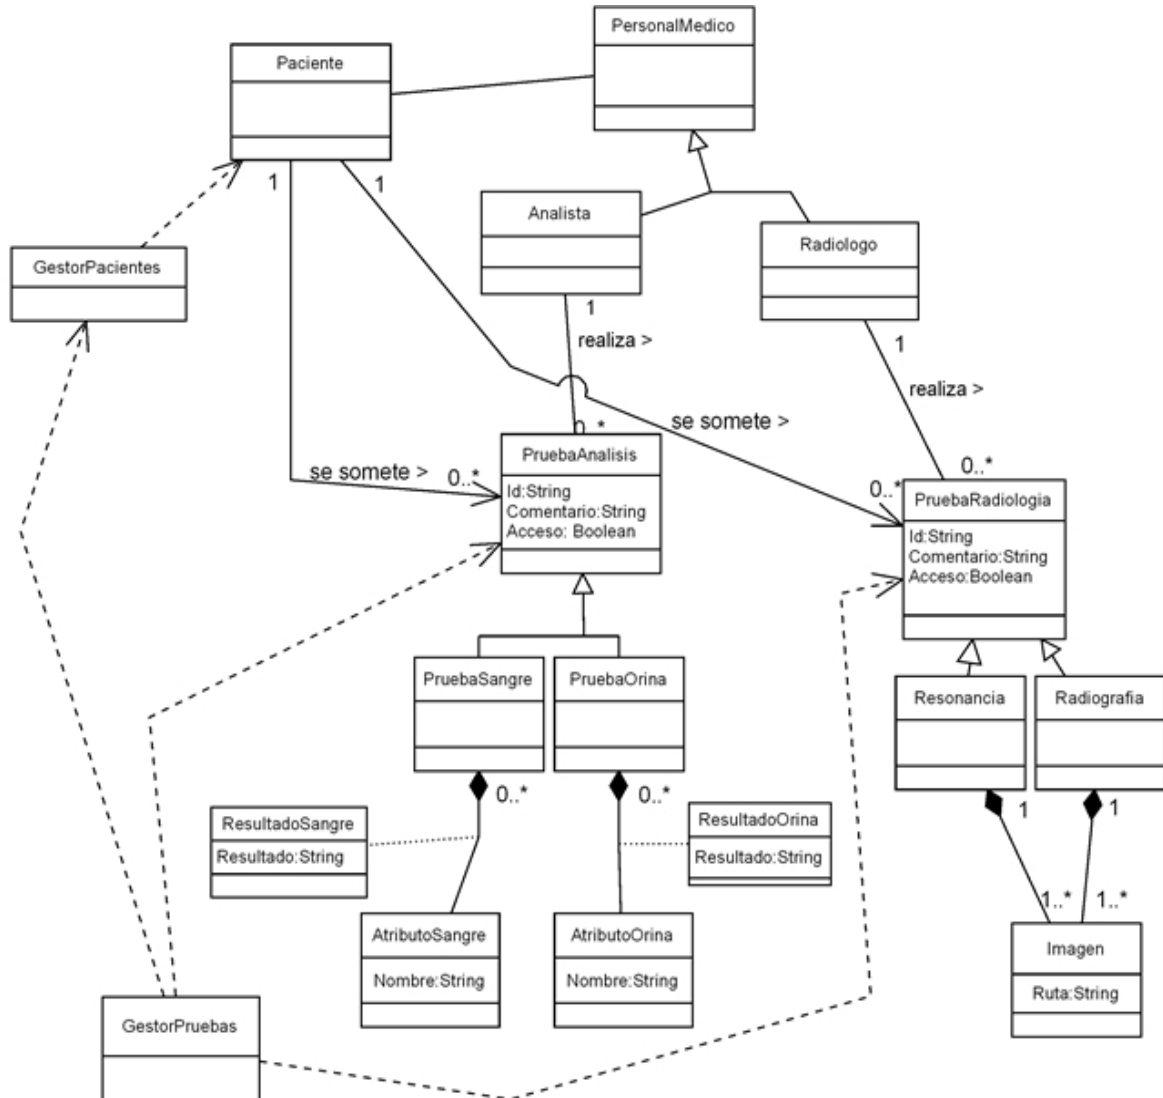 PersonalMedico
Paciente
1
1
Analista
Radiologo
GestorPacientes
1
realiza >
1
realiza >
0..*
se somete >
0..*
PruebaAnalisis
se somete >
0..*
0..*
PruebaRadiologia
Id:String
Comentario:String
Acceso: Boolean
Id:String
Comentario:String
Acceso:Boolean
PruebaSangre
PruebaOrina
Resonancia
Radiografia
0..*
0..*
1
1
ResultadoSangre
Resultado:String
ResultadoOrina
Resultado:String
1..*
1..*
AtributoSangre
Nombre:String
AtributoOrina
Nombre:String
Imagen
Ruta:String
GestorPruebas